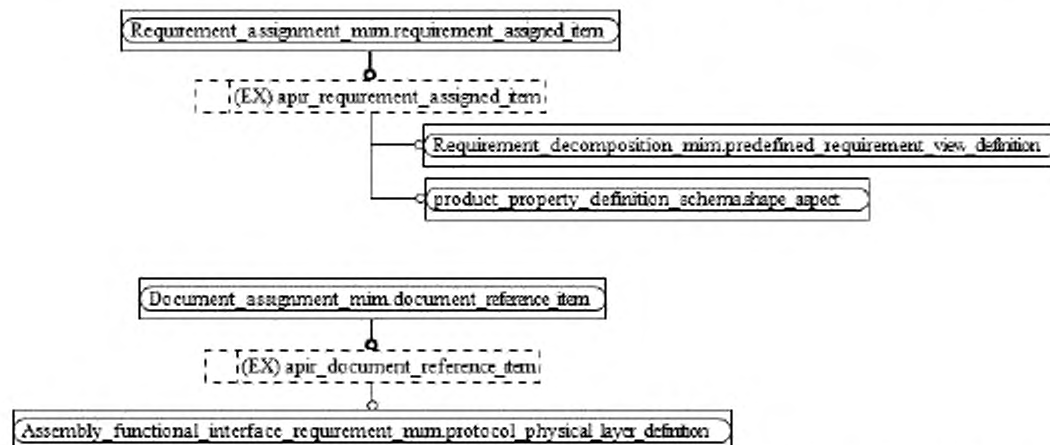 Requirement_assignment_mim.requirement_assigned_item
(EX) apir_requirement_assigned_item
Requirement_decomposition_mim.predefined_requirement_view_definition
product_property_definition_schema.shape_aspect
Document_assignment_mim.document_reference_item
(EX) apir_document_reference_item
Assembly_functional_interface_requirement_mim.protocol_physical_layer_definition